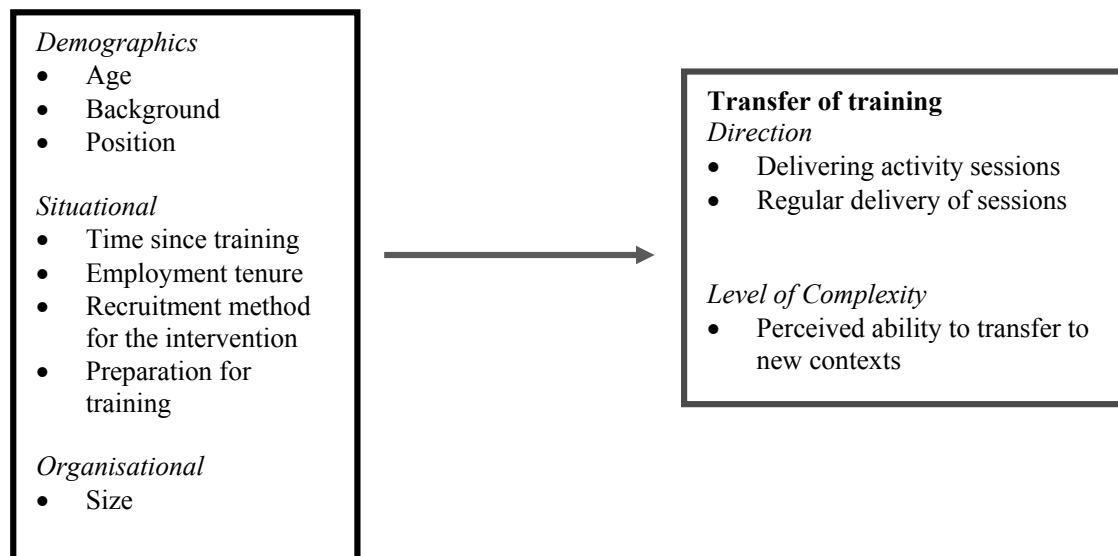 Demographics
• Age
• Background
• Position
Situational
• Time since training
• Employment tenure
• Recruitment method
for the intervention
• Preparation for
training
Organisational
• Size
Transfer of training
Direction
• Delivering activity sessions
• Regular delivery of sessions
Level of Complexity
• Perceived ability to transfer to
new contexts